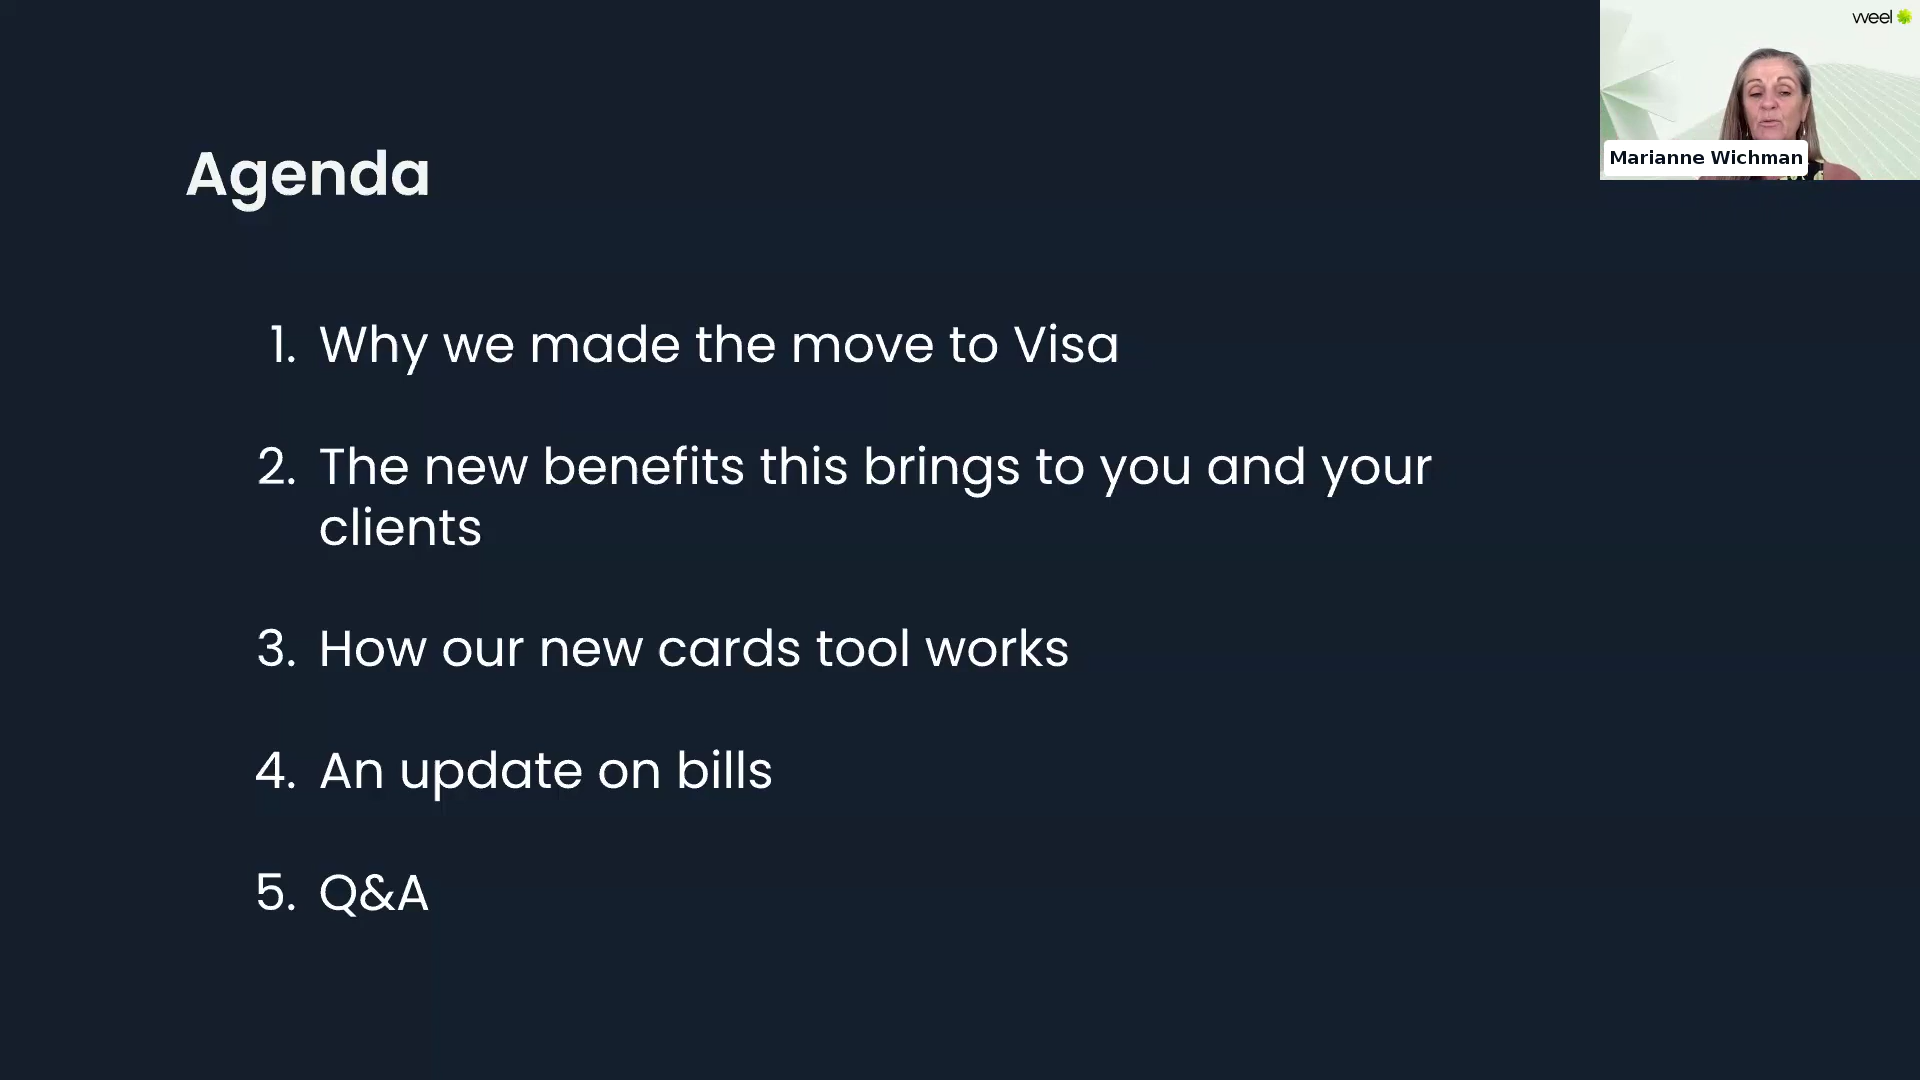 weel
Marianne Wichman
Agenda
1. Why we made the move to Visa
2. The new benefits this brings to you and your
clients
3. How our new cards tool works
4. An update on bills
5. Q&A